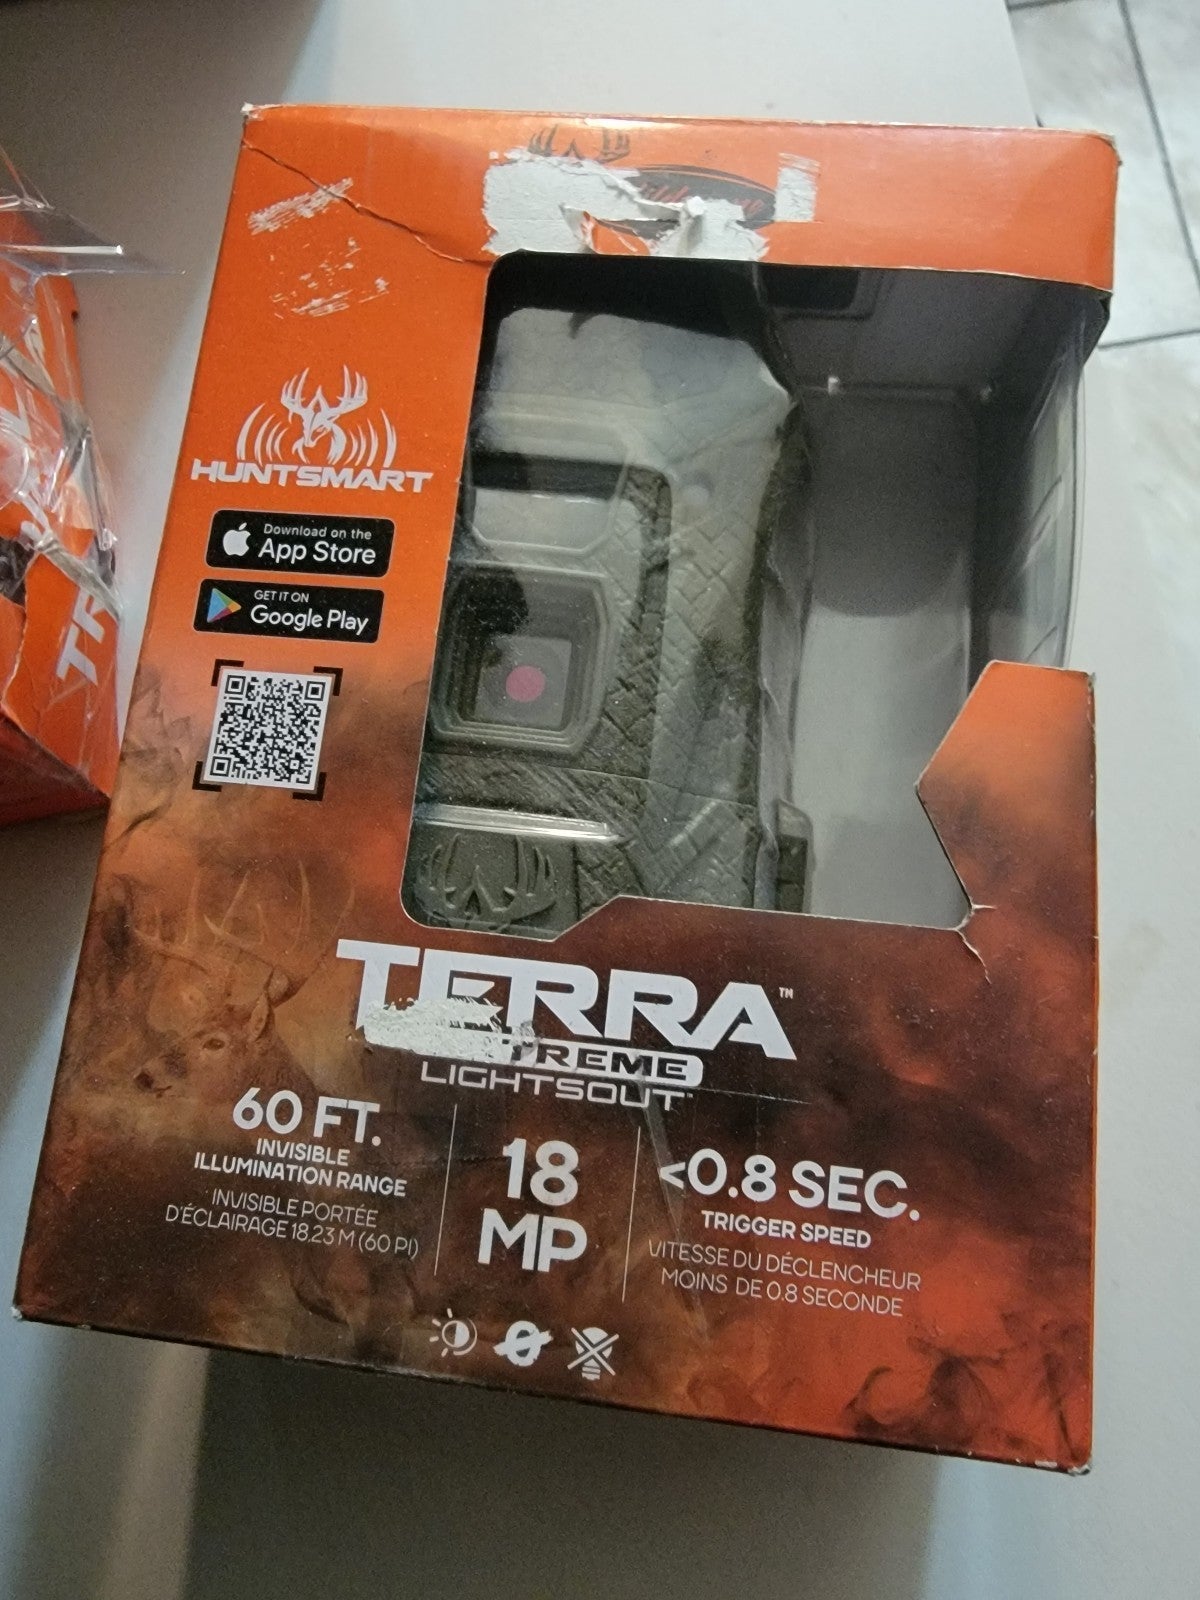 HUNTSMART
Download on the
App Store
GET IT ON
Google Play
TERRA™
TREME
LIGHTSOUT™
60 FT.
INVISIBLE
ILLUMINATION RANGE
INVISIBLE PORTÉE
D'ÉCLAIRAGE 18.23 M (60 PI)
18
MP
<0.8 SEC.
TRIGGER SPEED
VITESSE DU DÉCLENCHEUR
MOINS DE 0.8 SECONDE
TR